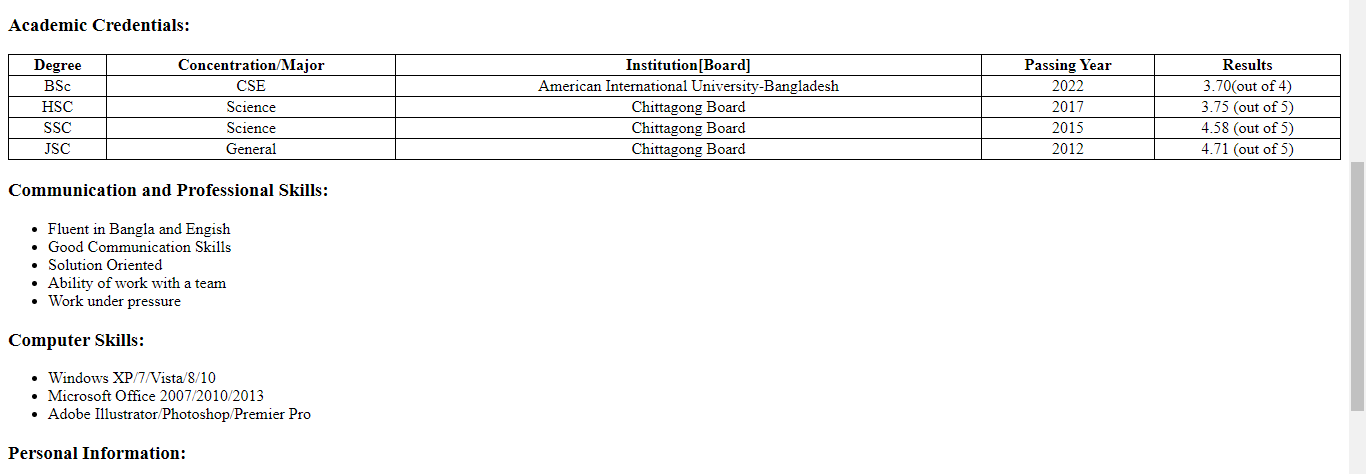 Academic Credentials:
Degree Concentration/Major Institution[Board] Passing Year Results
BSc CSE American International University-Bangladesh 2022 3.70(out of 4)
HSC Science Chittagong Board 2017 3.75 (out of 5)
SSC Science Chittagong Board 2015 4.58 (out of 5)
JSC General Chittagong Board 2012 4.71 (out of 5)
Communication and Professional Skills:
Fluent in Bangla and Engish
Good Communication Skills
Solution Oriented
Ability of work with a team
Work under pressure
Computer Skills:
Windows XP/7/Vista/8/10
Microsoft Office 2007/2010/2013
Adobe Illustrator/Photoshop/Premier Pro
Personal Information: